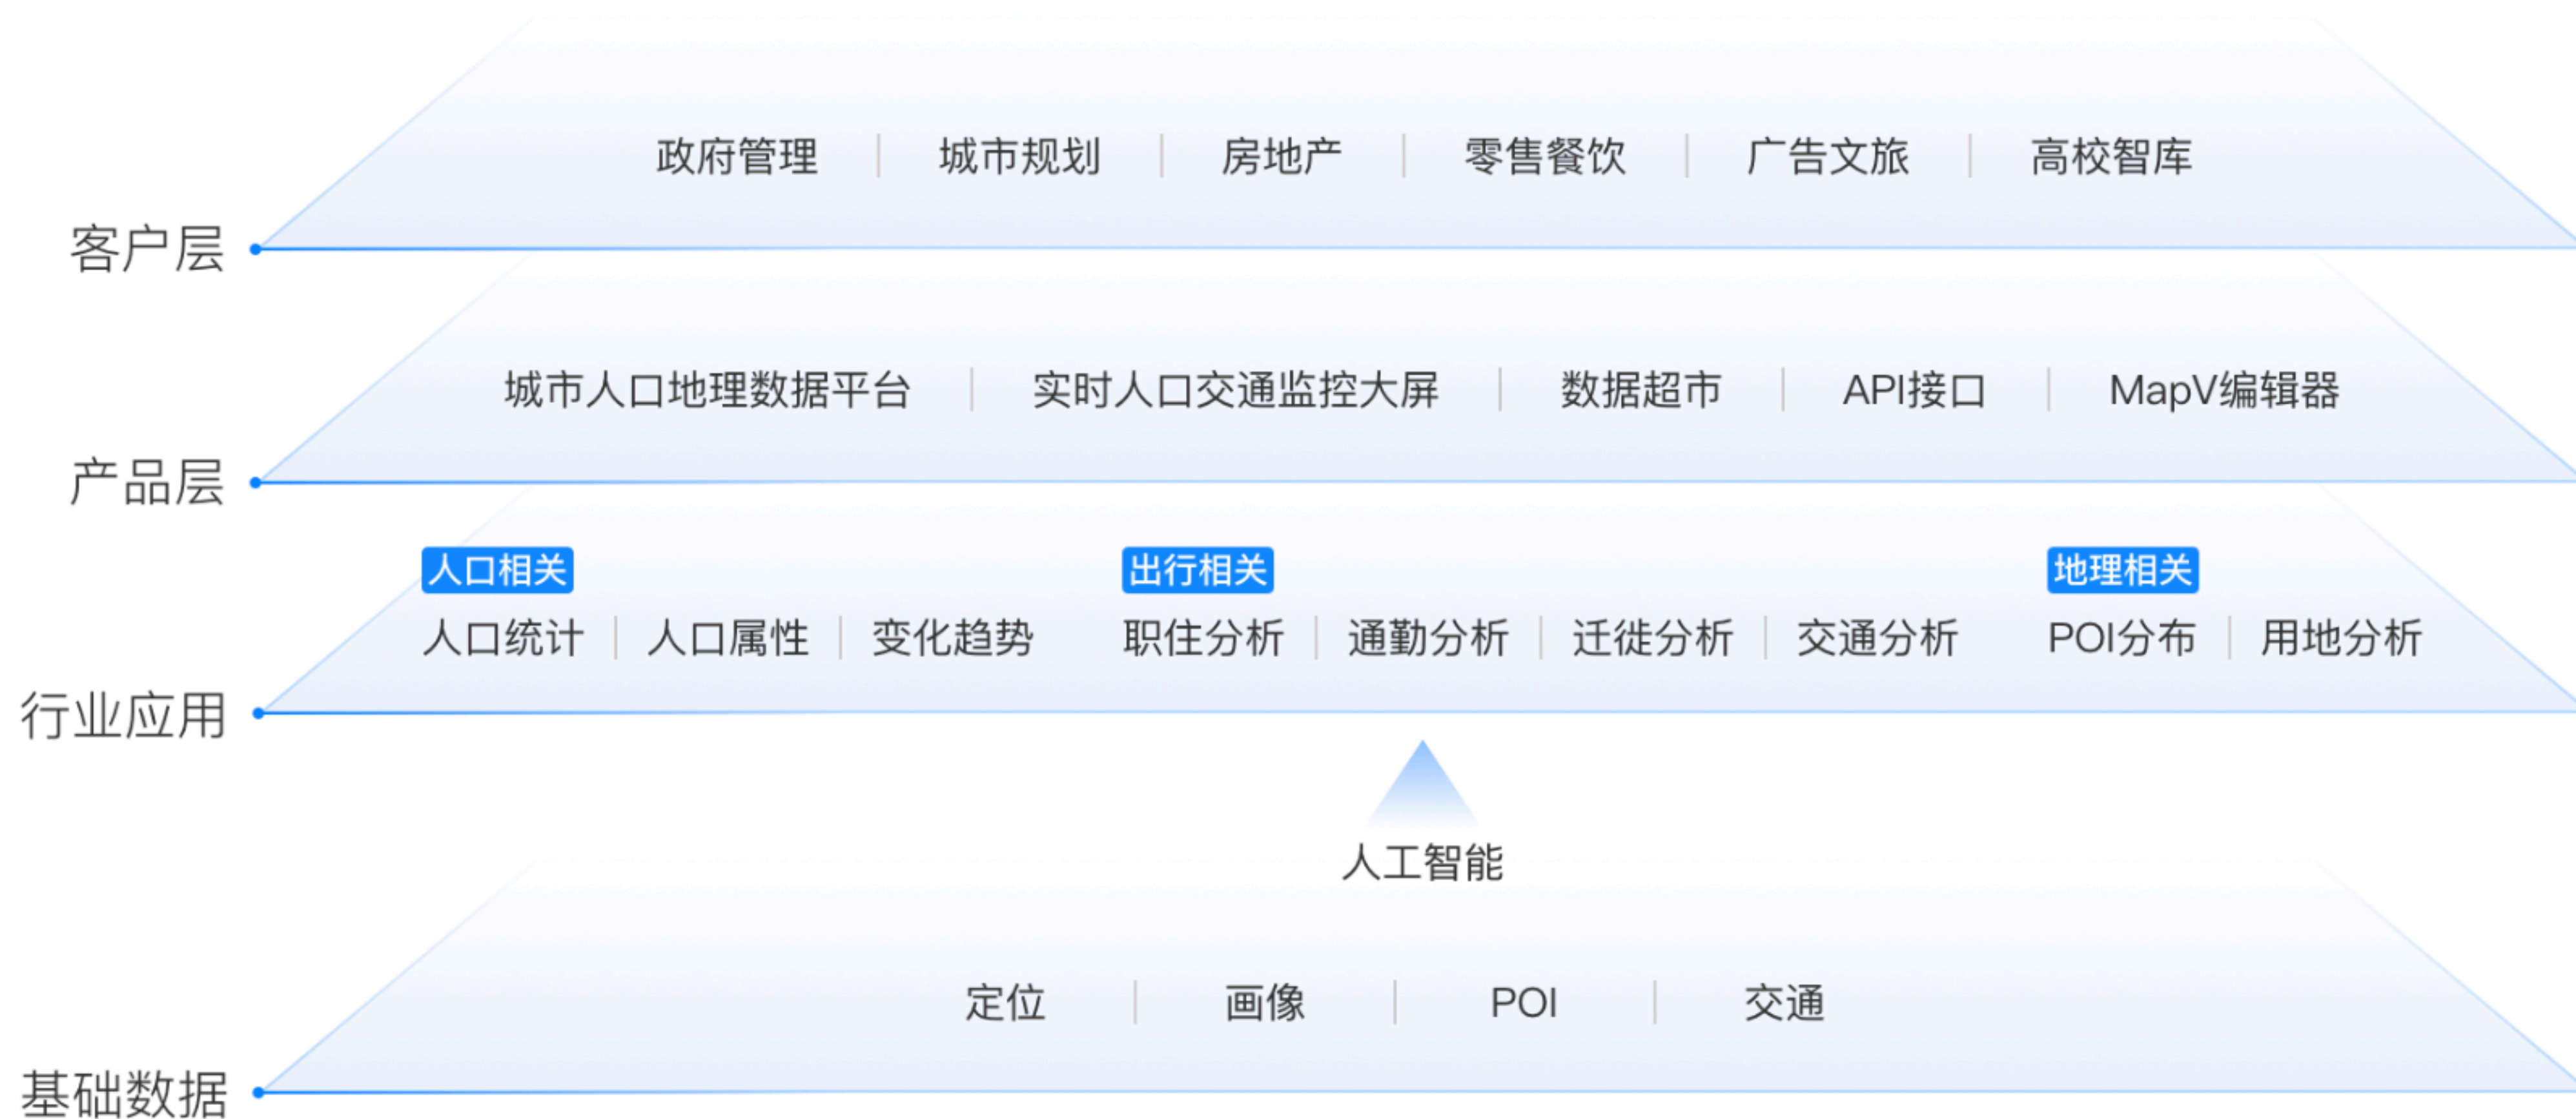 政府管理 城市规划 房地产 零售餐饮 广告文旅 高校智库
客户层
城市人口地理数据平台 实时人口交通监控大屏 数据超市 API接口 MapV编辑器
产品层
人口相关 出行相关 地理相关
人口统计 人口属性 变化趋势 职住分析 通勤分析 迁徙分析 交通分析 POI分布 用地分析
行业应用
人工智能
定位 画像 POI 交通
基础数据